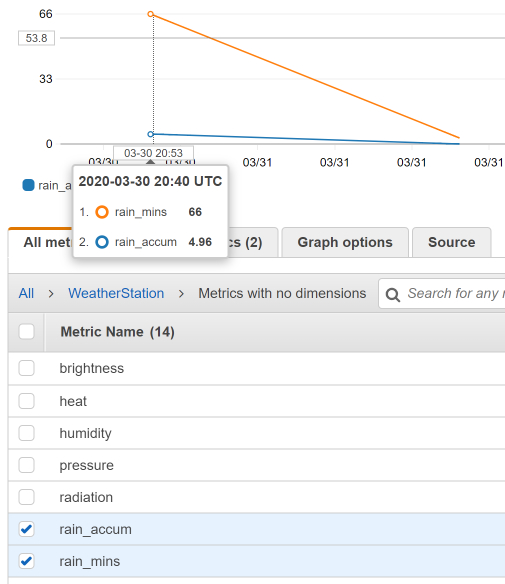 66
53.8
33
0
03-30 20:53
03/30 03/30 03/31 03/31 03/31 03/31
rain_a
2020-03-30 20:40 UTC
1. rain_mins 66
2. rain_accum 4.96
All met cs (2) Graph options Source
All > WeatherStation > Metrics with no dimensions Search for any
Metric Name (14)
brightness
heat
humidity
pressure
radiation
rain_accum
rain_mins